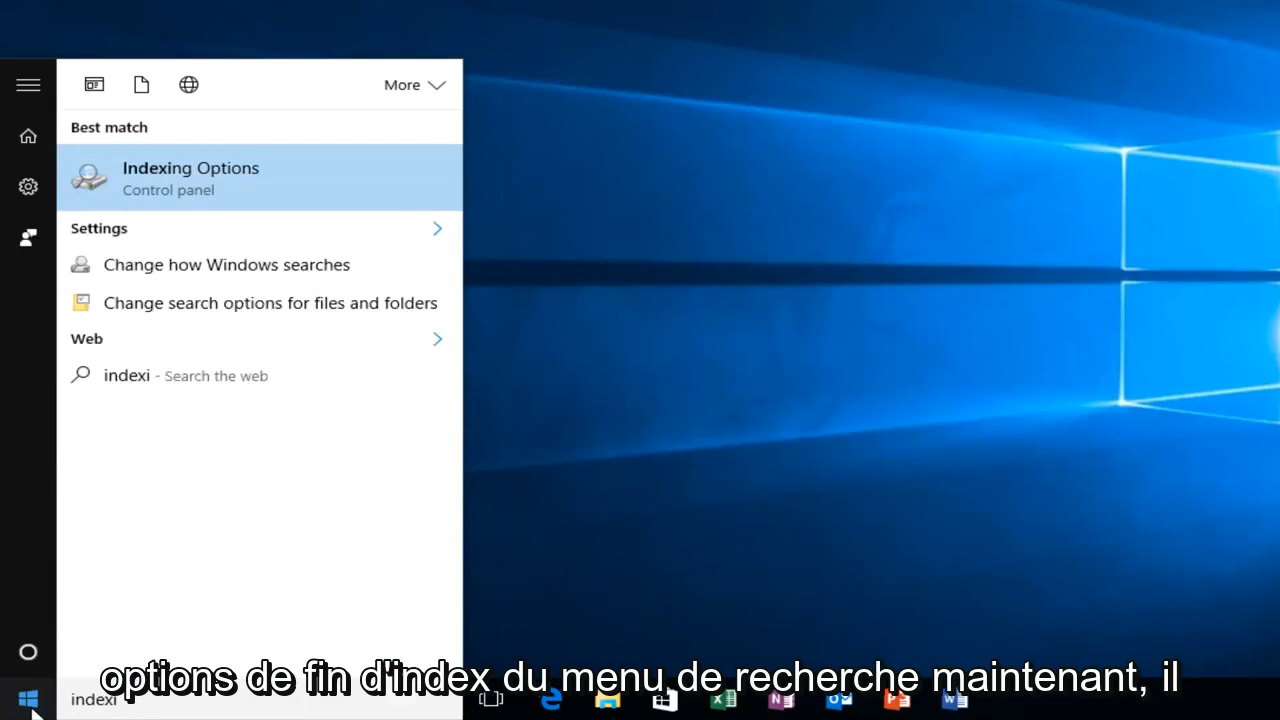 More
Best match
Indexing Options
Control panel
Settings
Change how Windows searches
Change search options for files and folders
Web
indexi - Search the web
options de fin d'index du menu de recherche maintenant, il
indexi